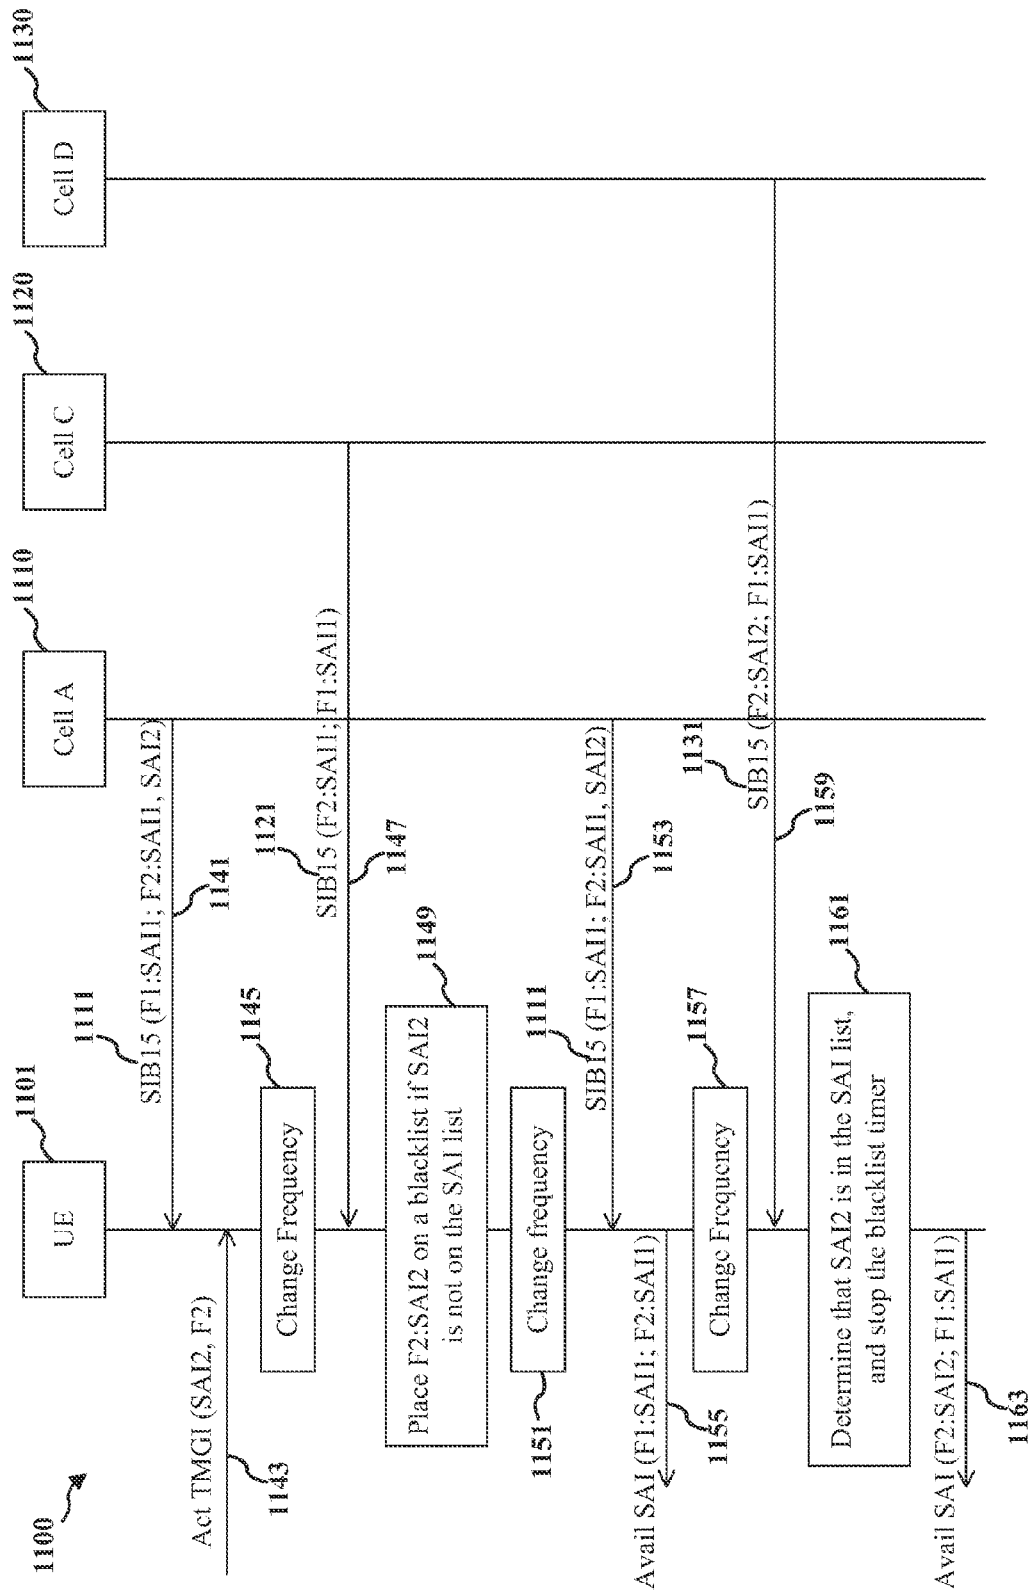 1100
1101
UE
1110
Cell A
1120
Cell C
1130
Cell D
1111
SIB15 (F1:SAI1; F2:SAI1, SAI2)
1141
Act TMGI (SAI2, F2)
1143
1145
Change Frequency
1121
SIB15 (F2:SAI1; F1:SAI1)
1147
1149
Place F2:SAI2 on a blacklist if SAI2
is not on the SAI list
Change frequency
1151
1111
SIB15 (F1:SAI1; F2:SAI1, SAI2)
1153
Avail SAI (F1:SAI1; F2:SAI1)
1155
1157
Change Frequency
1131
SIB15 (F2:SAI2; F1:SAI1)
1159
1161
Determine that SAI2 is in the SAI list,
and stop the blacklist timer
Avail SAI (F2:SAI2; F1:SAI1)
1163